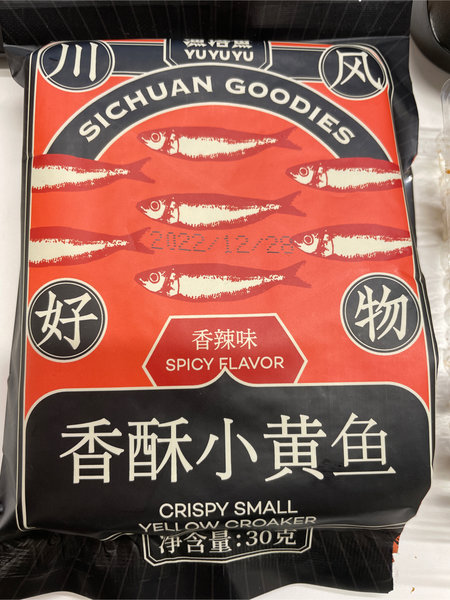 YUYUYU
川 风
SICHUAN GOODIES
2022/12/28
好 物
香辣味
SPICY FLAVOR
香酥小黄鱼
CRISPY SMALL
YELLOW CROAKER
净含量:30克